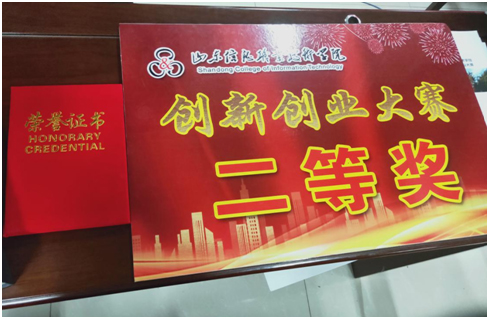 荣誉证书
HONORARY
CREDENTIAL
山东信息职业技术学院
Shandong College of Information Technology
创新创业大赛
二等奖